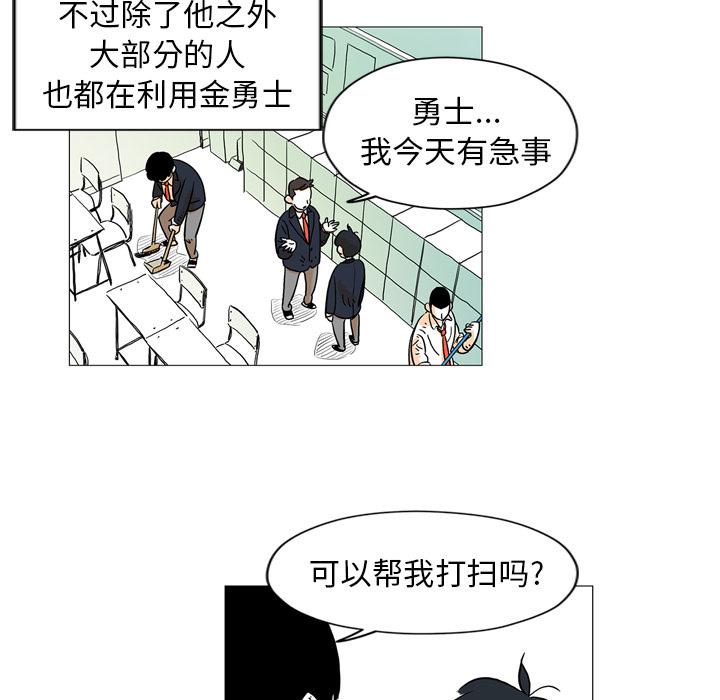 不过除了他之外
大部分的人
也都在利用金勇士
勇士...
我今天有急事
可以帮我打扫吗?